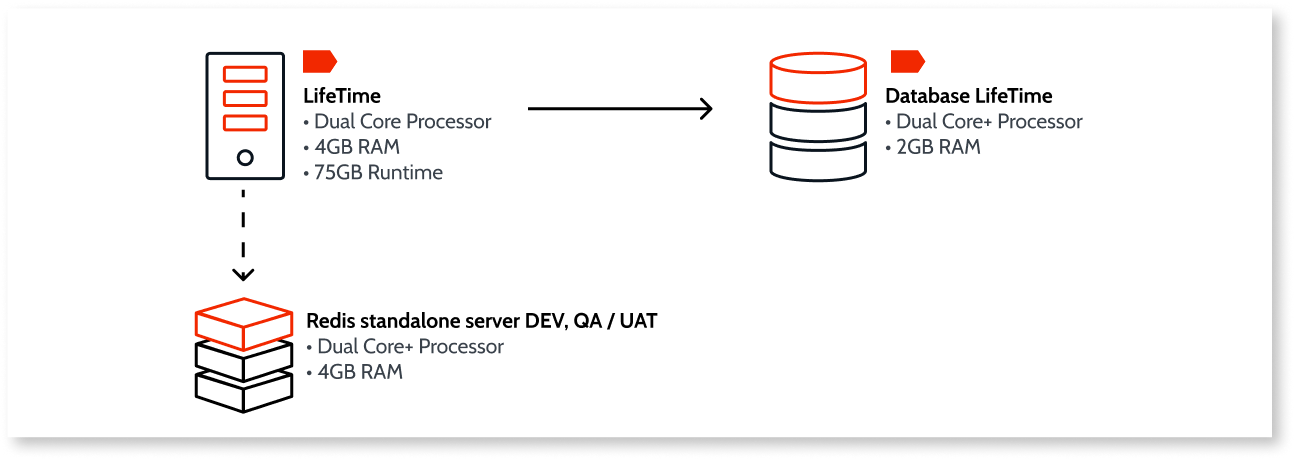 LifeTime
• Dual Core Processor
• 4GB RAM
• 75GB Runtime
Database LifeTime
• Dual Core+ Processor
• 2GB RAM
Redis standalone server DEV, QA / UAT
• Dual Core+ Processor
• 4GB RAM